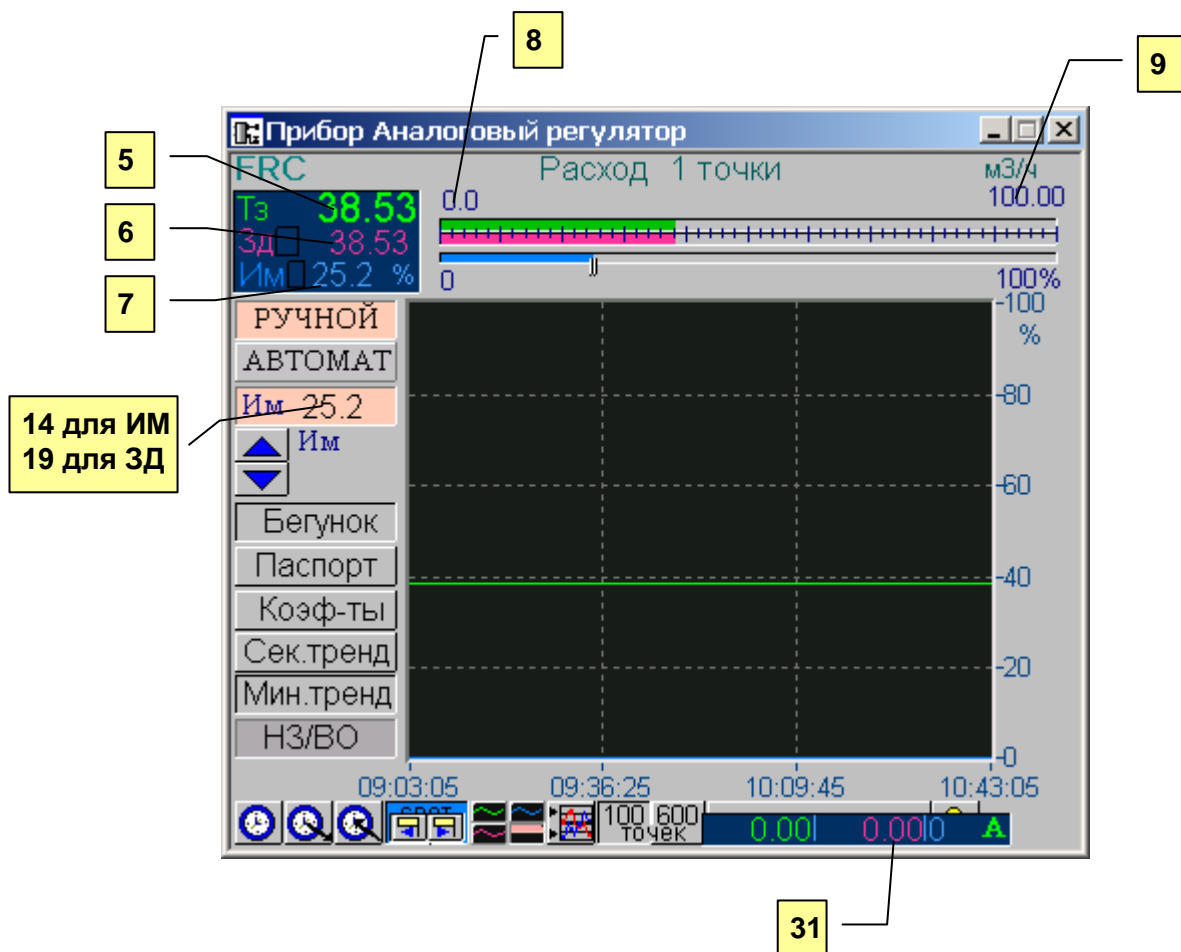 8
9
Прибор Аналоговый регулятор
5
FRC Расход 1 точки м3/ч
Тз 38.53 0.0 100.00
6
Зд 38.53
Им 25.2 % 0 100%
7
РУЧНОЙ
АВТОМАТ
Им 25.2
14 для ИМ
19 для ЗД
Им
Бегунок
Паспорт
Коэф-ты
Сек.тренд
Мин.тренд
НЗ/ВО
100
%
80
60
40
20
0
09:03:05 09:36:25 10:09:45 10:43:05
100 600
точек
0.00 0.00 0 А
31